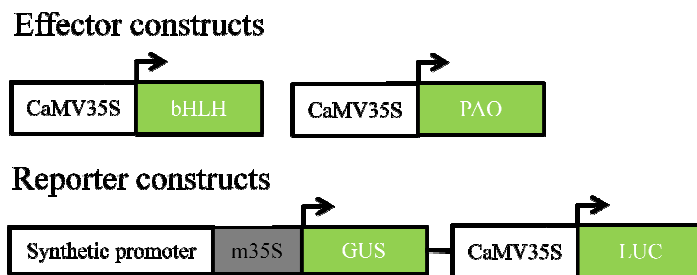 Effector constructs
CaMV35S bHLH CaMV35S PAO
Reporter constructs
Synthetic promoter m35S GUS CaMV35S LUC